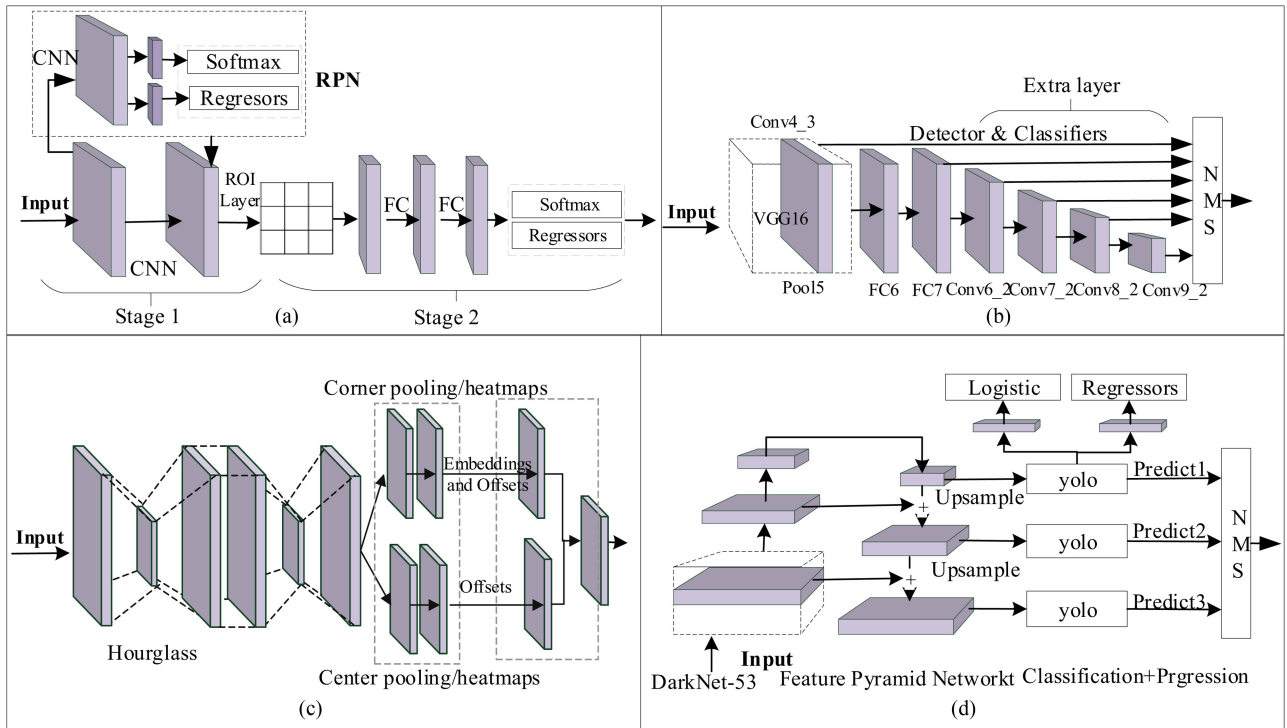 CNN
Softmax
Regresors
RPN
Input
CNN
ROI
Layer
FC
FC
Softmax
Regressors
Stage 1
(a)
Stage 2
Extra layer
Conv4_3
Detector & Classifiers
Input
VGG16
N
M
S
Pool5
FC6
FC7
Conv6_2
Conv7_2
Conv8_2
Conv9_2
(b)
Corner pooling/heatmaps
Embeddings
and Offsets
Input
Offsets
Hourglass
Center pooling/heatmaps
(c)
Logistic
Regressors
Upsample
yolo
Predict1
+
yolo
Predict2
Upsample
+
yolo
Predict3
N
M
S
Input
DarkNet-53
Feature Pyramid Networkt
Classification+Prgression
(d)